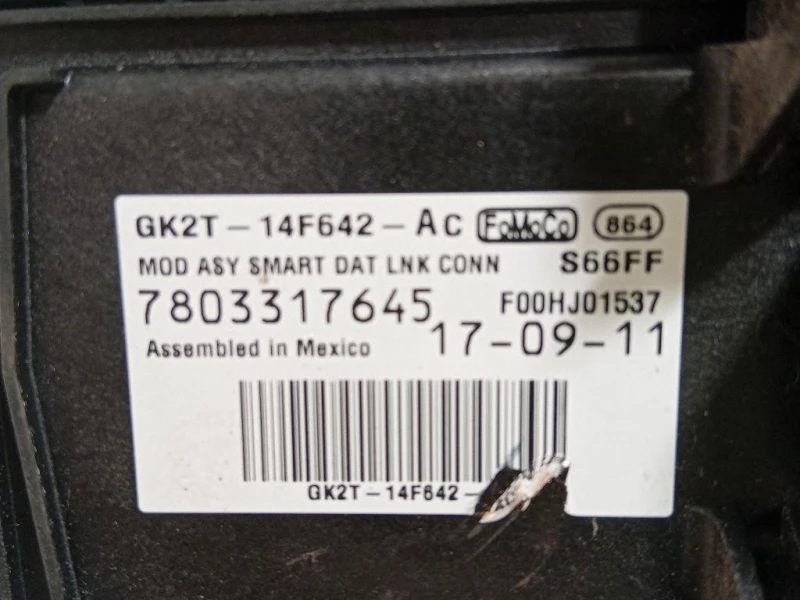 GK2T-14F642-AC FoMoCo 864
MOD ASY SMART DAT LNK CONN S66FF
7803317645 F00HJ01537
Assembled in Mexico 17-09-11
GK2T-14F642-